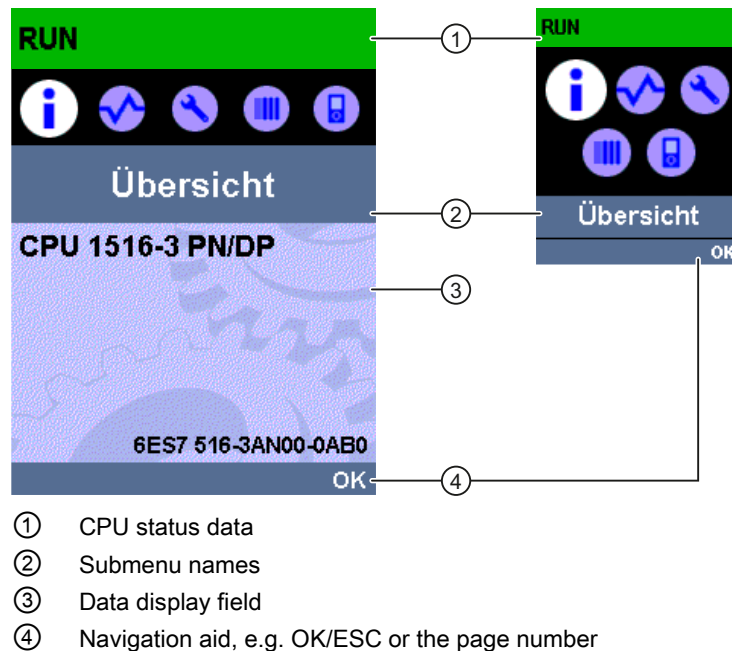 RUN
Übersicht
CPU 1516-3 PN/DP
6ES7 516-3AN00-0AB0
OK
1
2
3
4
RUN
Übersicht
OK
1 CPU status data
2 Submenu names
3 Data display field
4 Navigation aid, e.g. OK/ESC or the page number